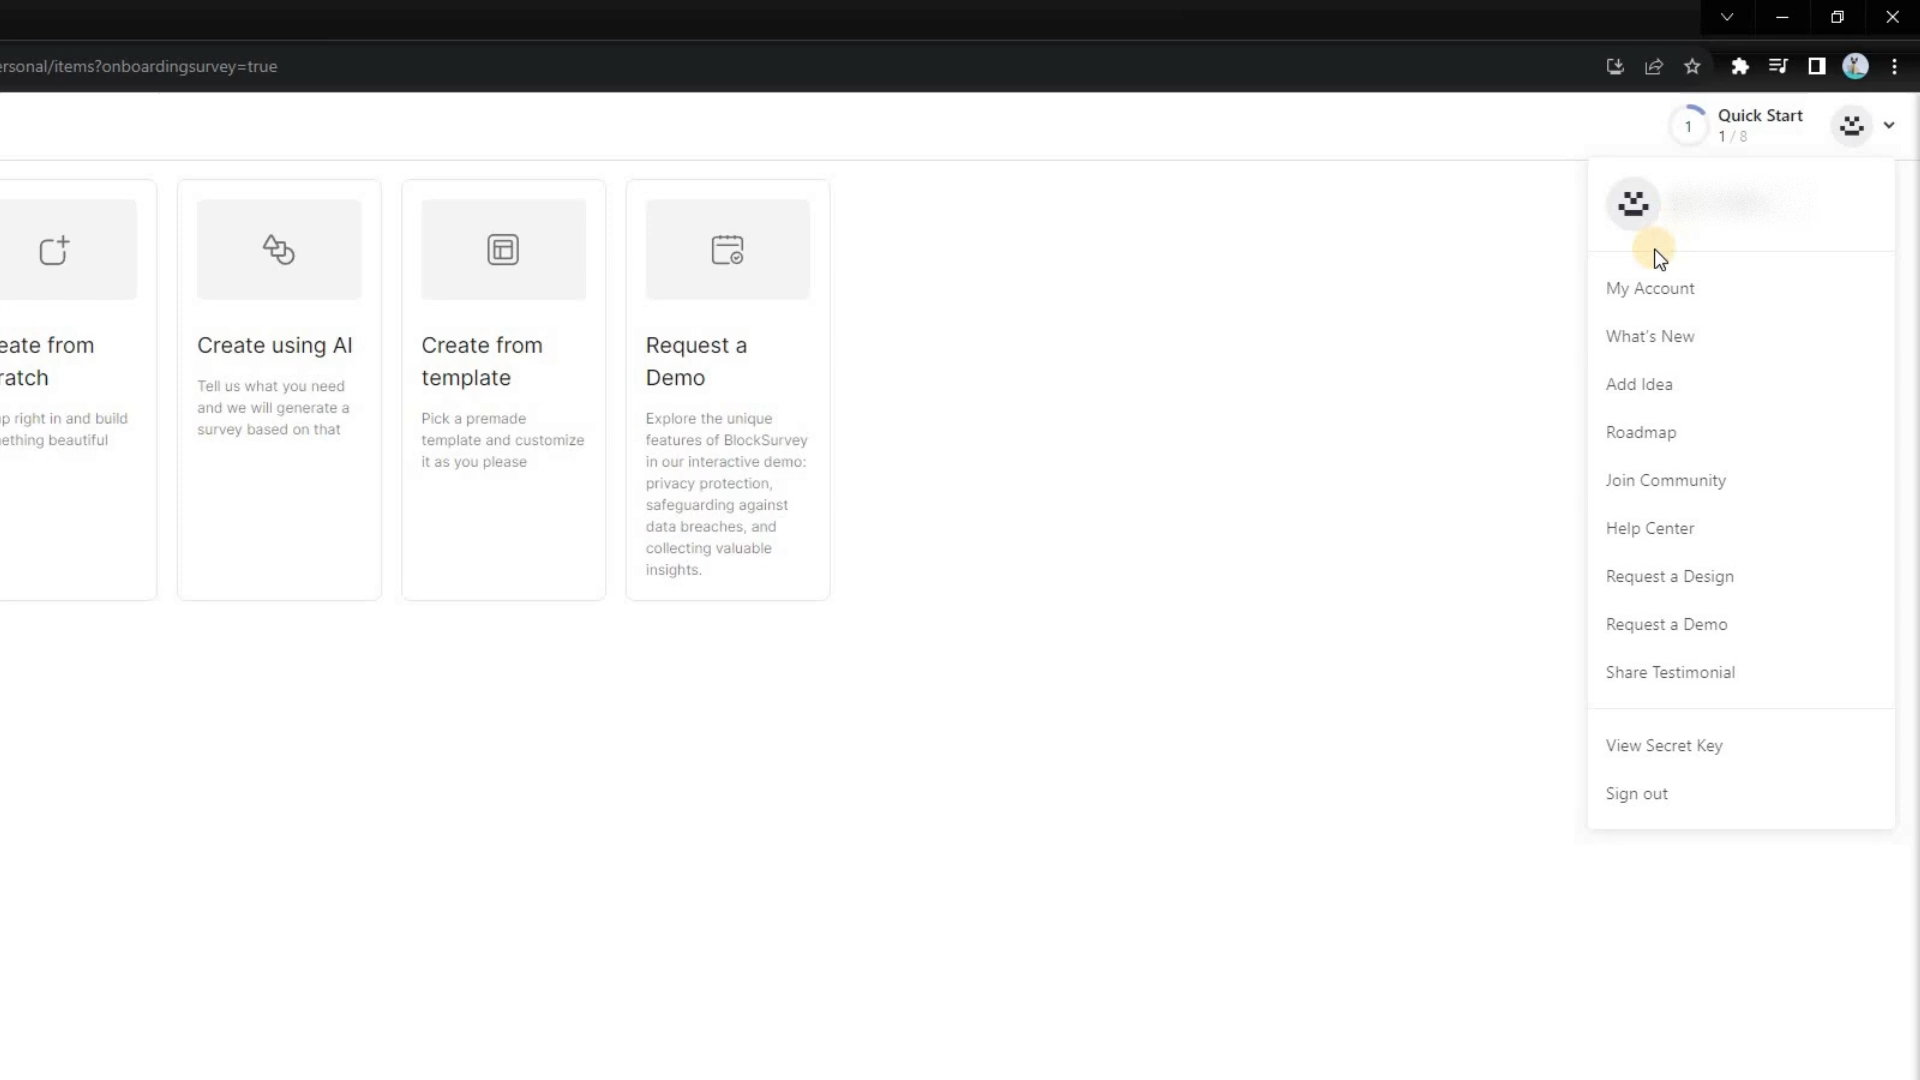 ersonal/items?onboardingsurvey=true
1
Quick Start
1 / 8
eate from
ratch
p right in and build
ething beautiful
Create using AI
Tell us what you need
and we will generate a
survey based on that
Create from
template
Pick a premade
template and customize
it as you please
Request a
Demo
Explore the unique
features of BlockSurvey
in our interactive demo:
privacy protection,
safeguarding against
data breaches, and
collecting valuable
insights.
My Account
What's New
Add Idea
Roadmap
Join Community
Help Center
Request a Design
Request a Demo
Share Testimonial
View Secret Key
Sign out